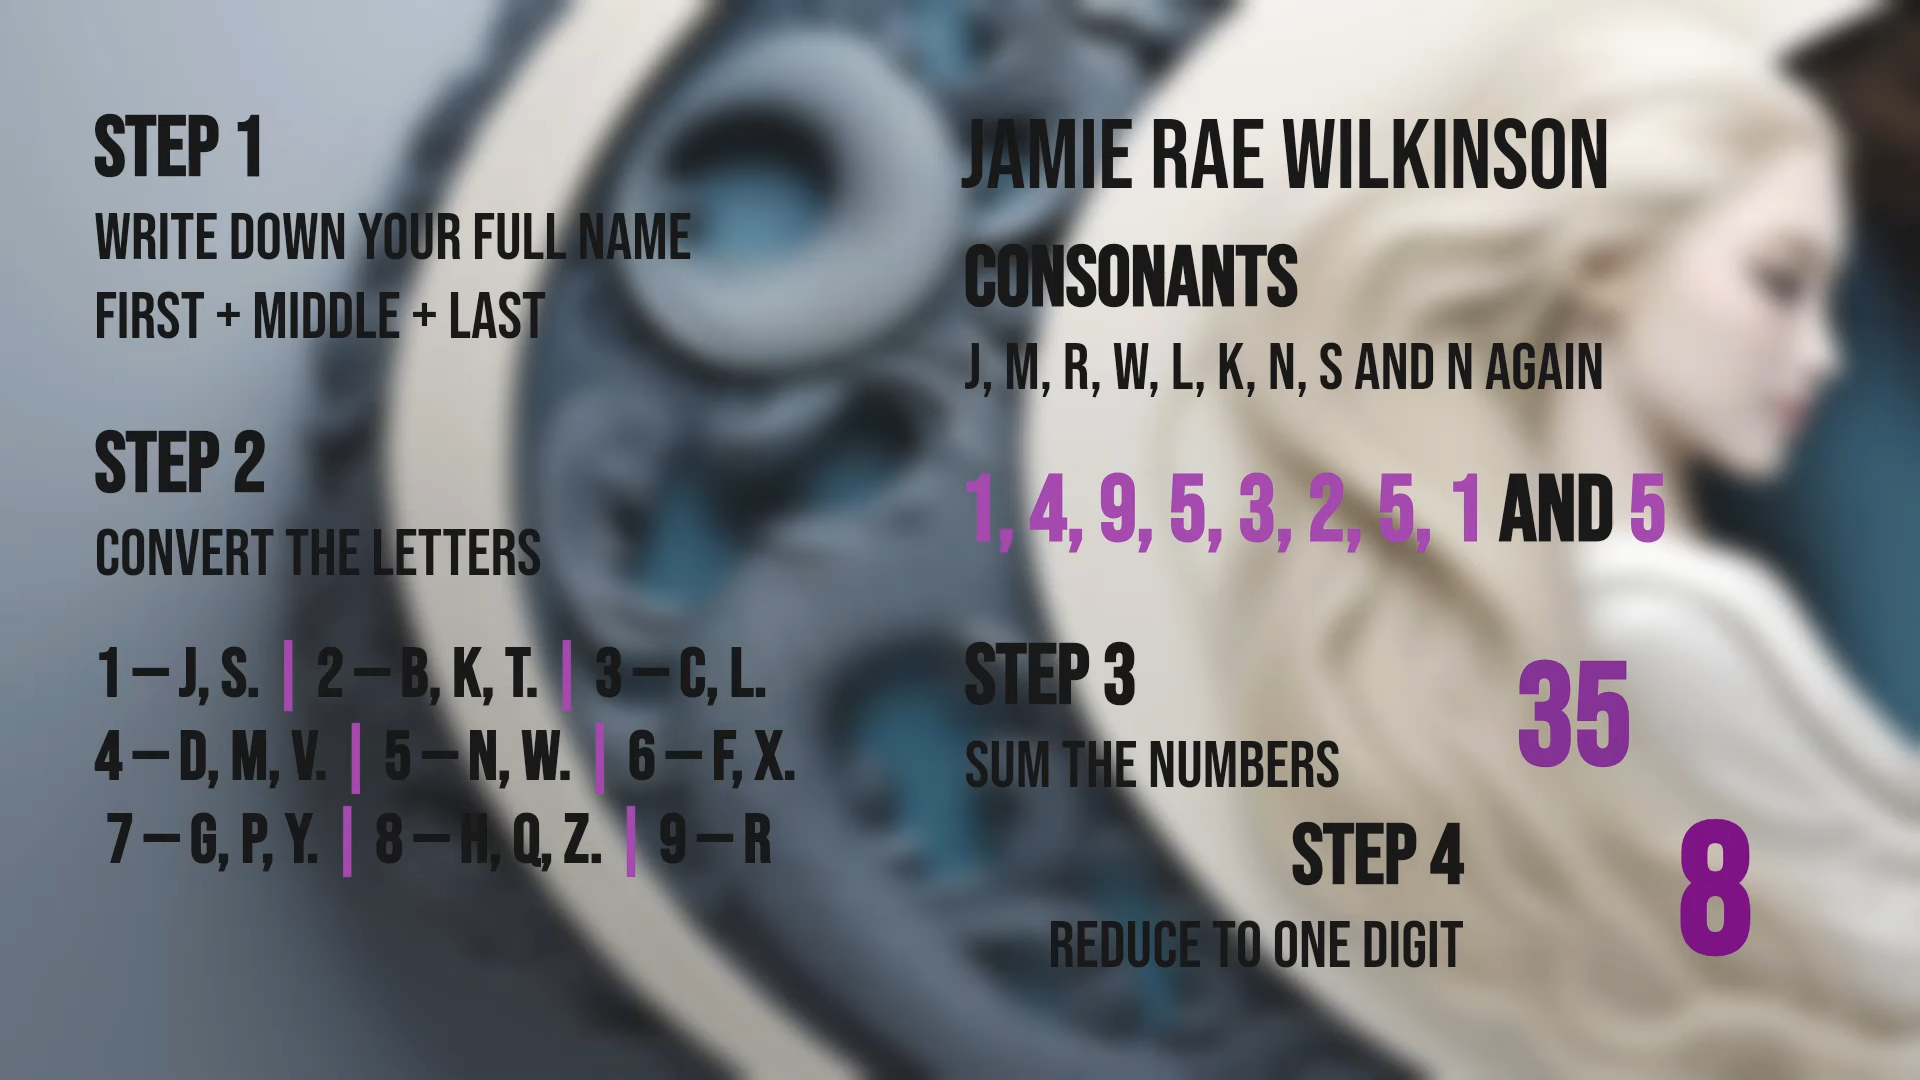 STEP 1
WRITE DOWN YOUR FULL NAME
FIRST + MIDDLE + LAST
STEP 2
CONVERT THE LETTERS
1 – J, S. | 2 – B, K, T. | 3 – C, L.
4 – D, M, V. | 5 – N, W. | 6 – F, X.
7 – G, P, Y. | 8 – H, Q, Z. | 9 – R
JAMIE RAE WILKINSON
CONSONANTS
J, M, R, W, L, K, N, S AND N AGAIN
1, 4, 9, 5, 3, 2, 5, 1 AND 5
STEP 3
SUM THE NUMBERS
35
STEP 4
REDUCE TO ONE DIGIT
8